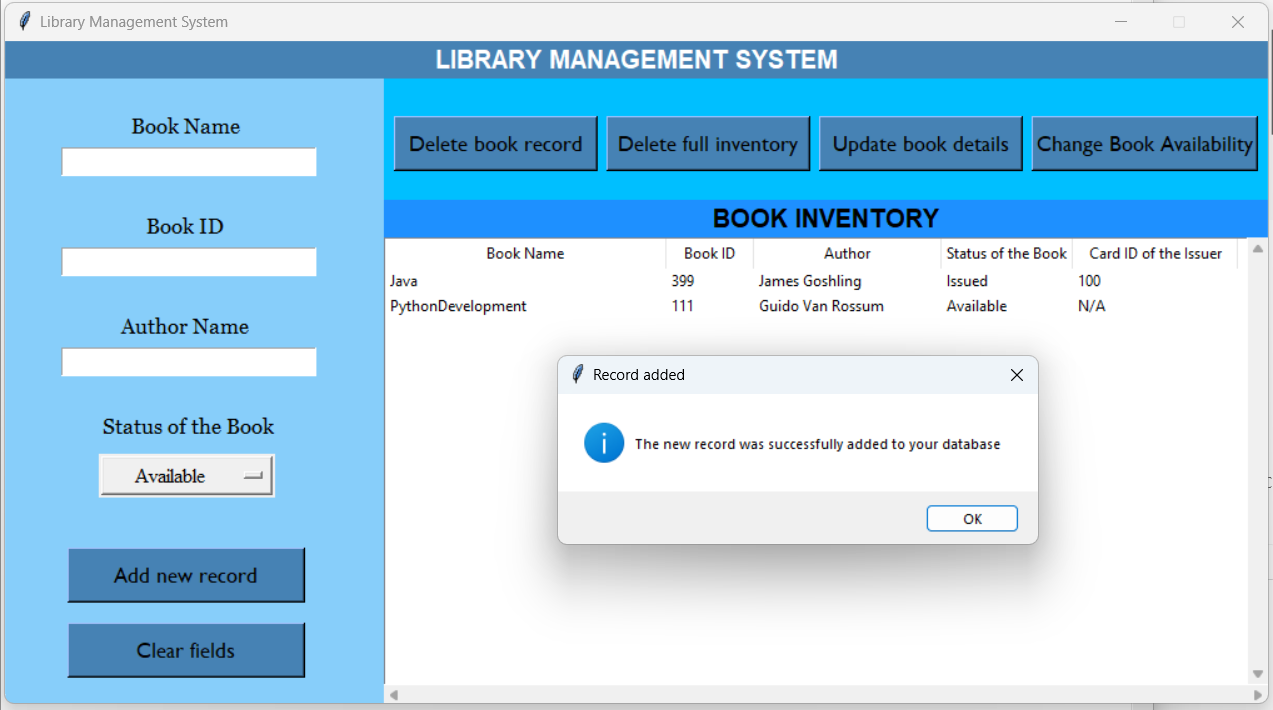 Library Management System
LIBRARY MANAGEMENT SYSTEM
Book Name
Book ID
Author Name
Status of the Book
Available
Add new record
Clear fields
Delete book record Delete full inventory Update book details Change Book Availability
BOOK INVENTORY
Book Name Book ID Author Status of the Book Card ID of the Issuer
Java 399 James Goshling Issued 100
PythonDevelopment 111 Guido Van Rossum Available N/A
Record added
The new record was successfully added to your database
OK